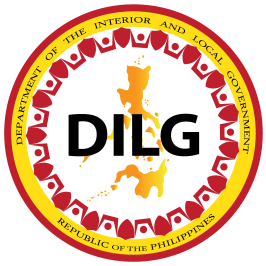 DEPARTMENT OF THE INTERIOR AND LOCAL GOVERNMENT
DILG
REPUBLIC OF THE PHILIPPINES